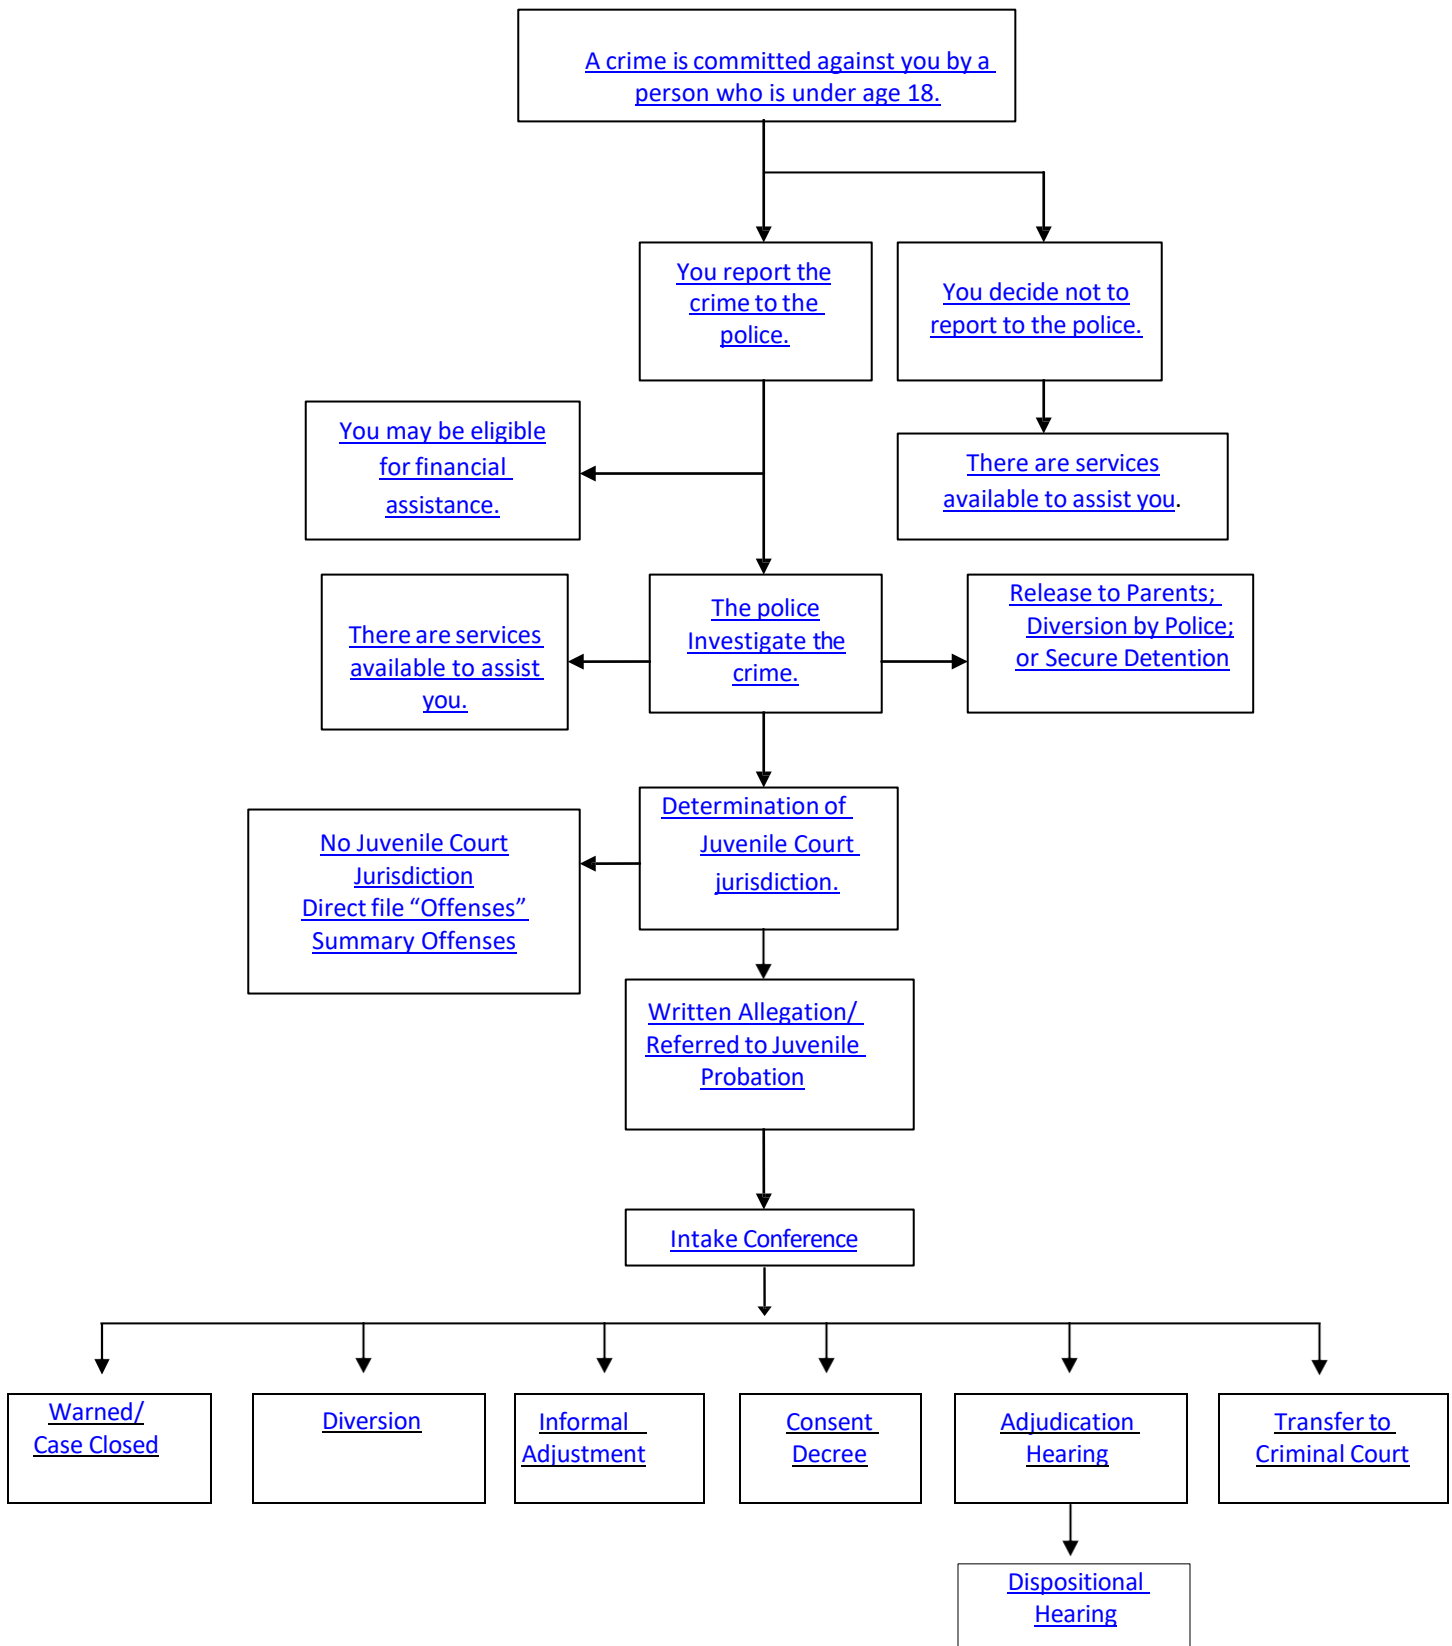 A crime is committed against you by a
person who is under age 18.
You report the
crime to the
police.
You decide not to
report to the police.
You may be eligible
for financial
assistance.
There are services
available to assist you.
There are services
available to assist
you.
The police
Investigate the
crime.
Release to Parents;
Diversion by Police;
or Secure Detention
Determination of
Juvenile Court
jurisdiction.
No Juvenile Court
Jurisdiction
Direct file “Offenses”
Summary Offenses
Written Allegation/
Referred to Juvenile
Probation
Intake Conference
Warned/
Case Closed
Diversion
Informal
Adjustment
Consent
Decree
Adjudication
Hearing
Transfer to
Criminal Court
Dispositional
Hearing